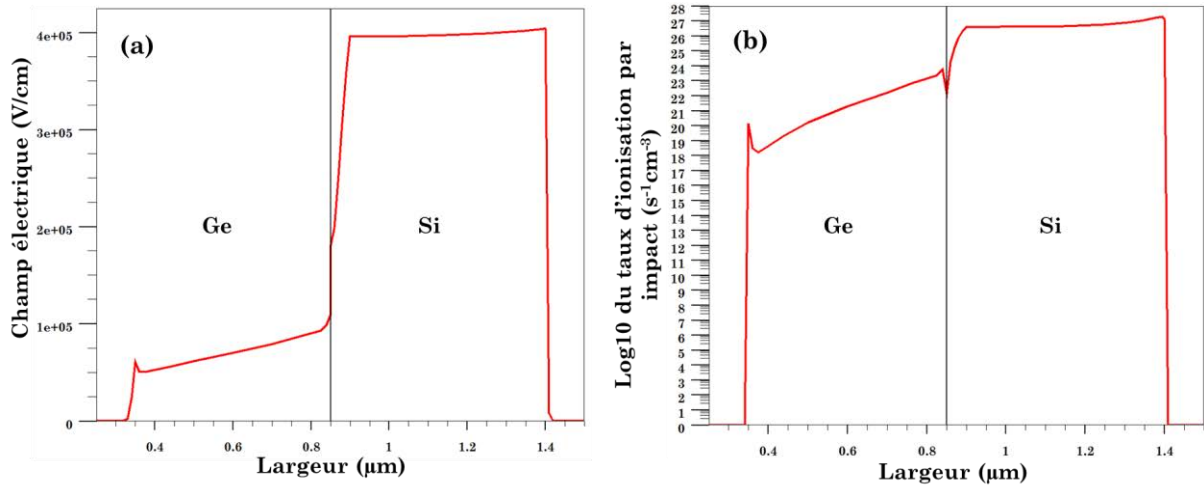 (a)
Champ électrique (V/cm)
4e+05
3e+05
2e+05
1e+05
0
Ge
Si
0.4
0.6
0.8
1
1.2
1.4
Largeur (µm)
(b)
Log10 du taux d'ionisation par
impact (s⁻¹cm⁻³)
28
27
26
25
24
23
22
21
20
19
18
17
16
15
14
13
12
11
10
9
8
7
6
5
4
3
2
1
0
Ge
Si
0.4
0.6
0.8
1
1.2
1.4
Largeur (µm)